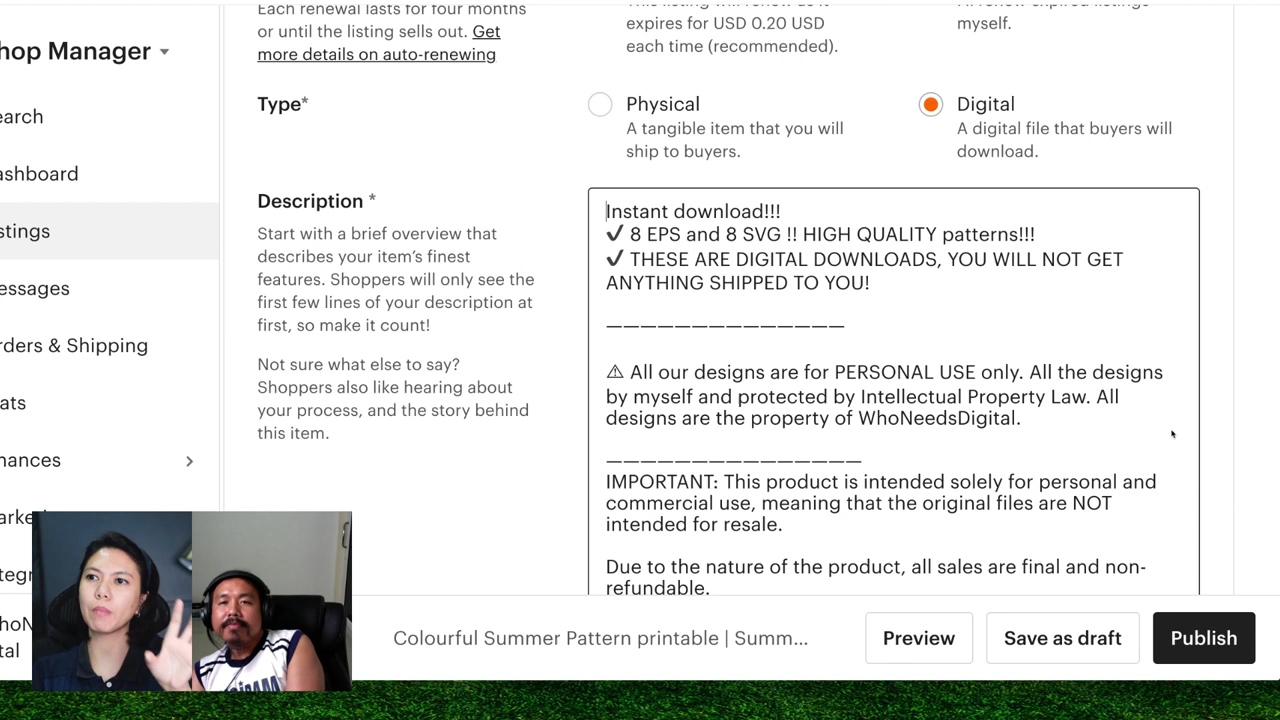 Each renewal lasts for four months
or until the listing sells out. Get
more details on auto-renewing
This listing will renew as it
expires for USD 0.20 USD
each time (recommended).
myself.
hop Manager
earch
ashboard
stings
essages
rders & Shipping
ats
nances
Type*
Physical
A tangible item that you will
ship to buyers.
Digital
A digital file that buyers will
download.
Description *
Start with a brief overview that
describes your item's finest
features. Shoppers will only see the
first few lines of your description at
first, so make it count!
Not sure what else to say?
Shoppers also like hearing about
your process, and the story behind
this item.
Instant download!!!
✔ 8 EPS and 8 SVG !! HIGH QUALITY patterns!!!
✔ THESE ARE DIGITAL DOWNLOADS, YOU WILL NOT GET
ANYTHING SHIPPED TO YOU!
——————————————
⚠ All our designs are for PERSONAL USE only. All the designs
by myself and protected by Intellectual Property Law. All
designs are the property of WhoNeedsDigital.
———————————————
IMPORTANT: This product is intended solely for personal and
commercial use, meaning that the original files are NOT
intended for resale.
Due to the nature of the product, all sales are final and non-
refundable.
Colourful Summer Pattern printable | Summ...
Preview
Save as draft
Publish